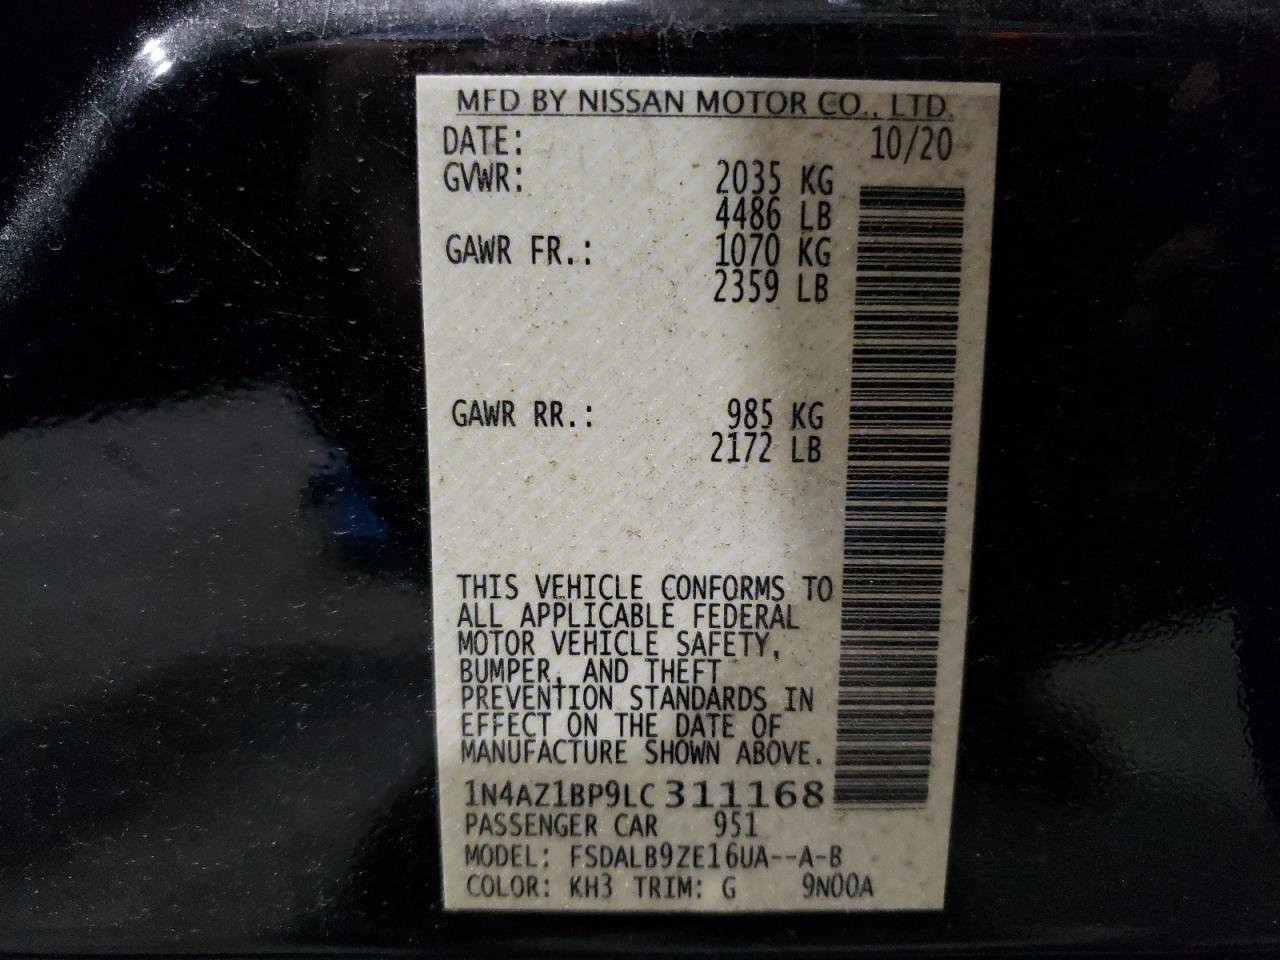 MFD BY NISSAN MOTOR CO., LTD.
DATE: 10/20
GVWR: 2035 KG
4486 LB
GAWR FR.: 1070 KG
2359 LB
GAWR RR.: 985 KG
2172 LB
THIS VEHICLE CONFORMS TO
ALL APPLICABLE FEDERAL
MOTOR VEHICLE SAFETY,
BUMPER, AND THEFT
PREVENTION STANDARDS IN
EFFECT ON THE DATE OF
MANUFACTURE SHOWN ABOVE.
1N4AZ1BP9LC311168
PASSENGER CAR 951
MODEL: FSDALB9ZE16UA--A-B
COLOR: KH3 TRIM: G 9N00A